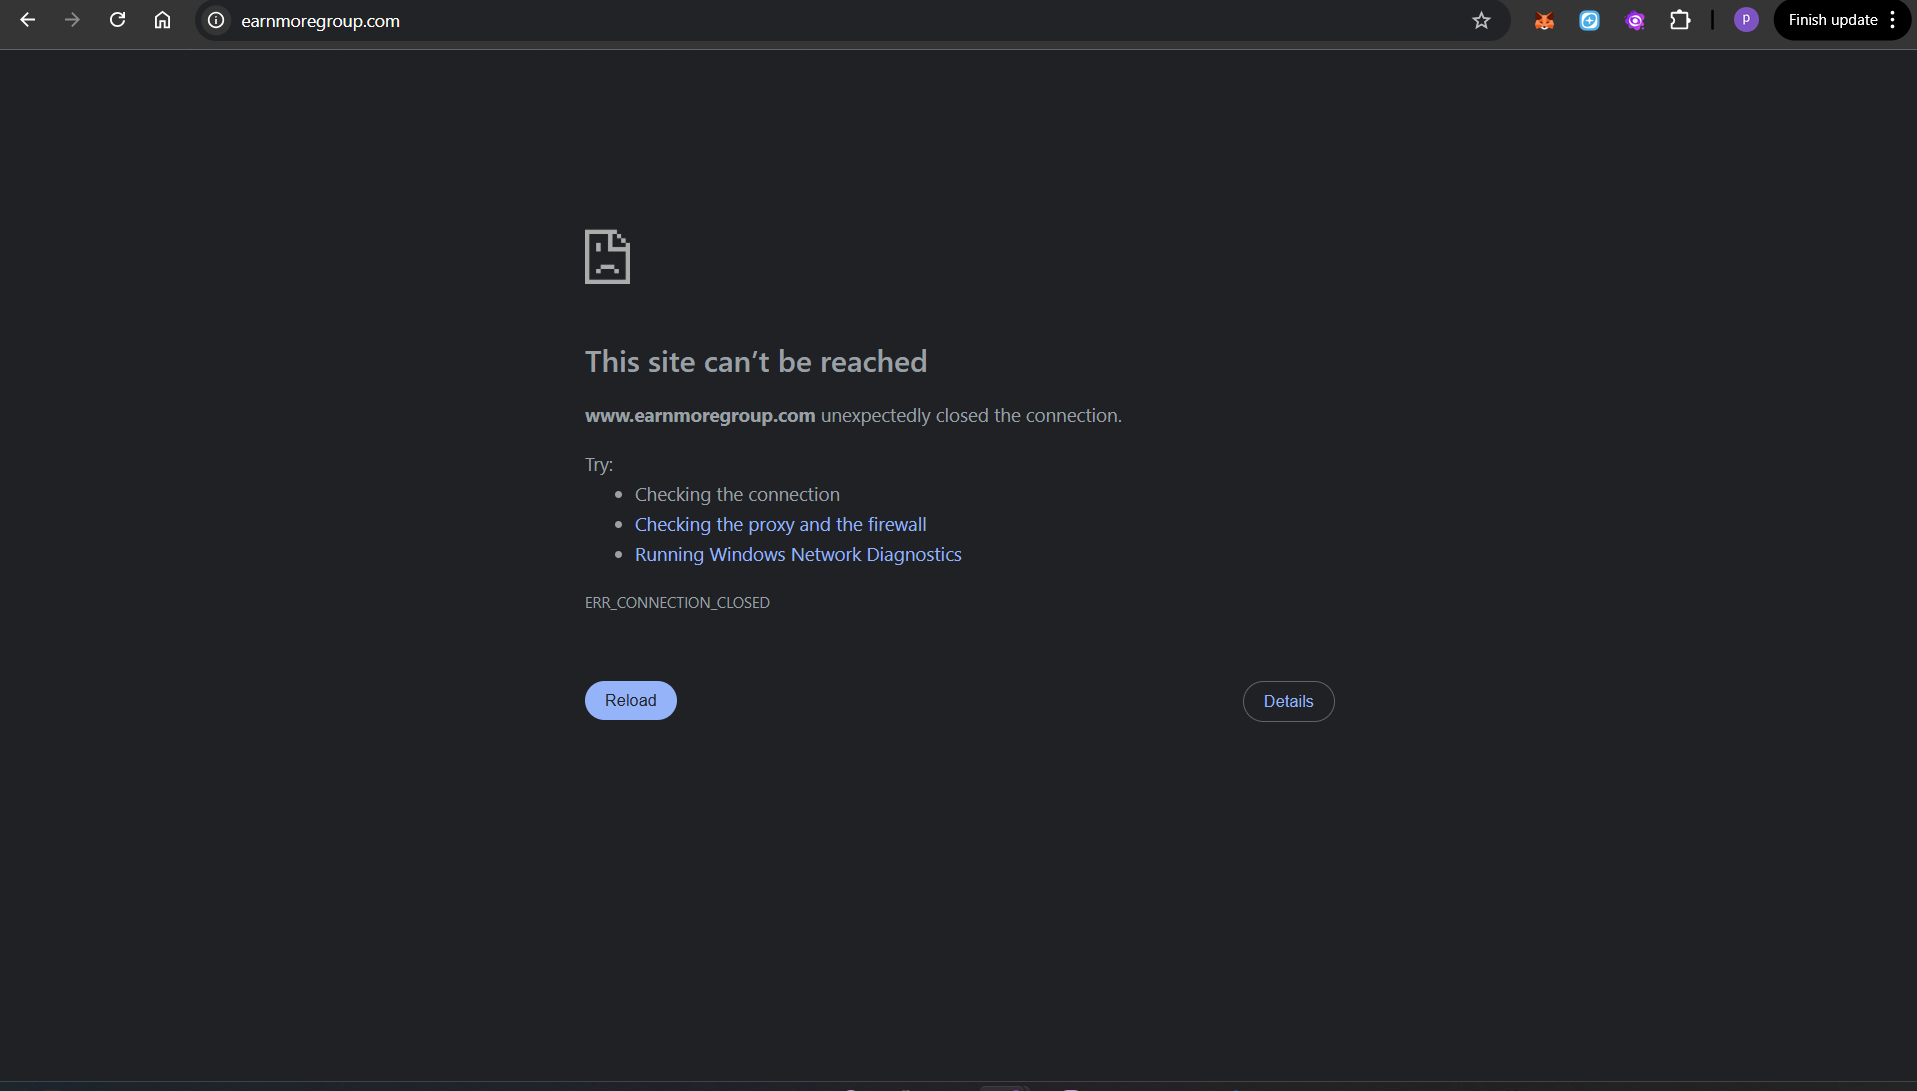 earnmoregroup.com
P
Finish update
This site can’t be reached
www.earnmoregroup.com unexpectedly closed the connection.
Try:
Checking the connection
Checking the proxy and the firewall
Running Windows Network Diagnostics
ERR_CONNECTION_CLOSED
Reload
Details